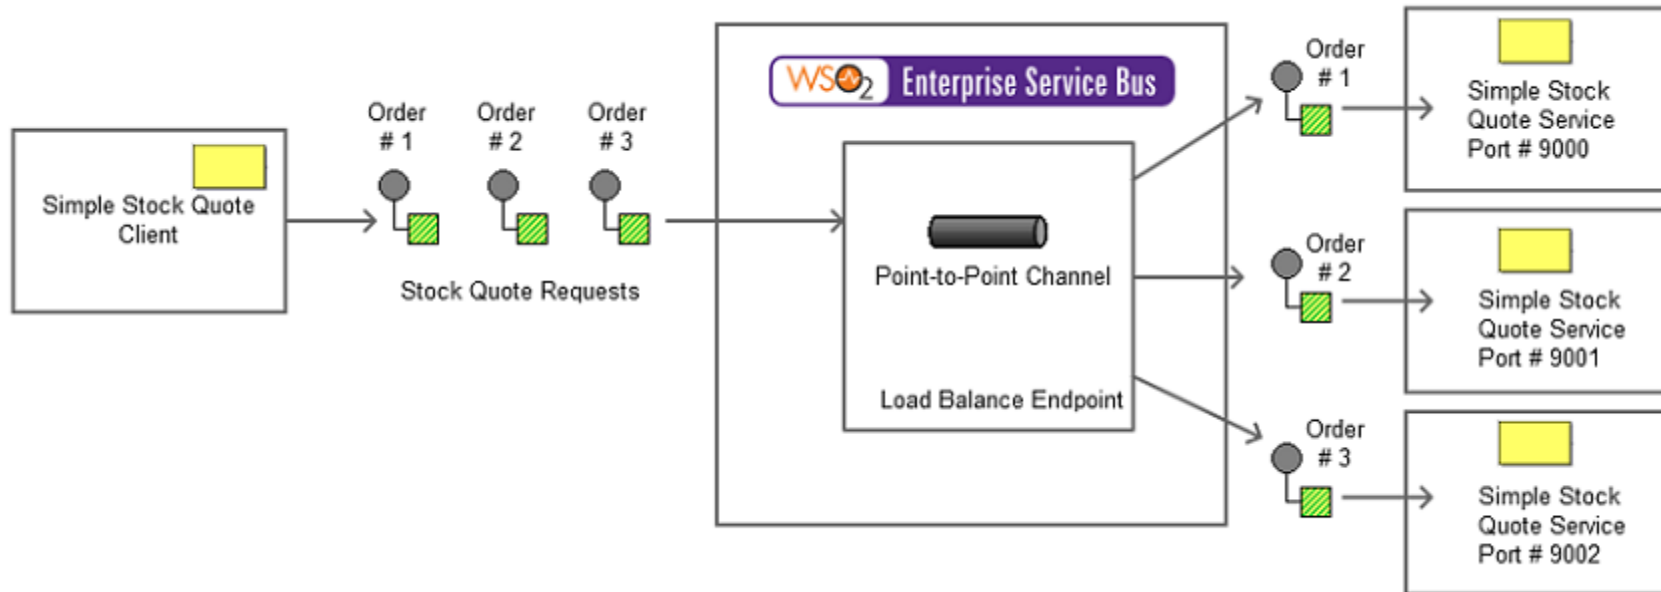 Simple Stock Quote
Client
Order
# 1
Order
# 2
Order
# 3
Stock Quote Requests
WSO2 Enterprise Service Bus
Point-to-Point Channel
Load Balance Endpoint
Order
# 1
Simple Stock
Quote Service
Port # 9000
Order
# 2
Simple Stock
Quote Service
Port # 9001
Order
# 3
Simple Stock
Quote Service
Port # 9002